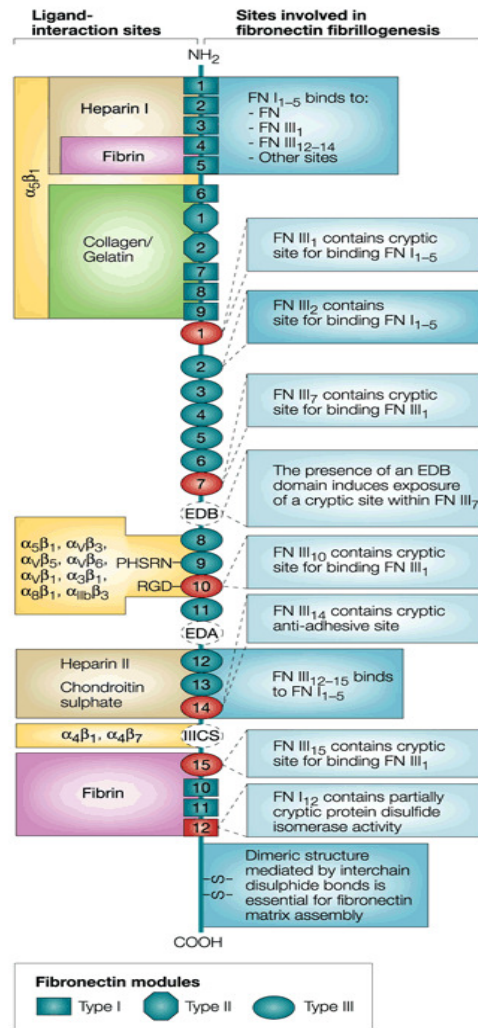 Ligand-
interaction sites
Sites involved in
fibronectin fibrillogenesis
NH2
α5β1
Heparin I
Fibrin
1
2
3
4
5
FN I1–5 binds to:
- FN
- FN III1
- FN III12–14
- Other sites
Collagen/
Gelatin
6
1
2
7
8
9
1
2
3
4
5
6
7
EDB
FN III1 contains cryptic
site for binding FN I1–5
FN III2 contains
site for binding FN I1–5
FN III7 contains cryptic
site for binding FN III1
The presence of an EDB
domain induces exposure
of a cryptic site within FN III7
α5β1, αVβ3,
αVβ5, αVβ6,
αVβ1, α3β1,
α8β1, αIIbβ3
PHSRN
RGD
8
9
10
11
EDA
FN III10 contains cryptic
site for binding FN III1
FN III14 contains cryptic
anti-adhesive site
Heparin II
Chondroitin
sulphate
12
13
14
FN III12–15 binds
to FN I1–5
α4β1, α4β7
IIICS
15
FN III15 contains cryptic
site for binding FN III1
Fibrin
10
11
12
FN I12 contains partially
cryptic protein disulfide
isomerase activity
-S-
-S-
Dimeric structure
mediated by interchain
disulphide bonds is
essential for fibronectin
matrix assembly
COOH
Fibronectin modules
Type I
Type II
Type III